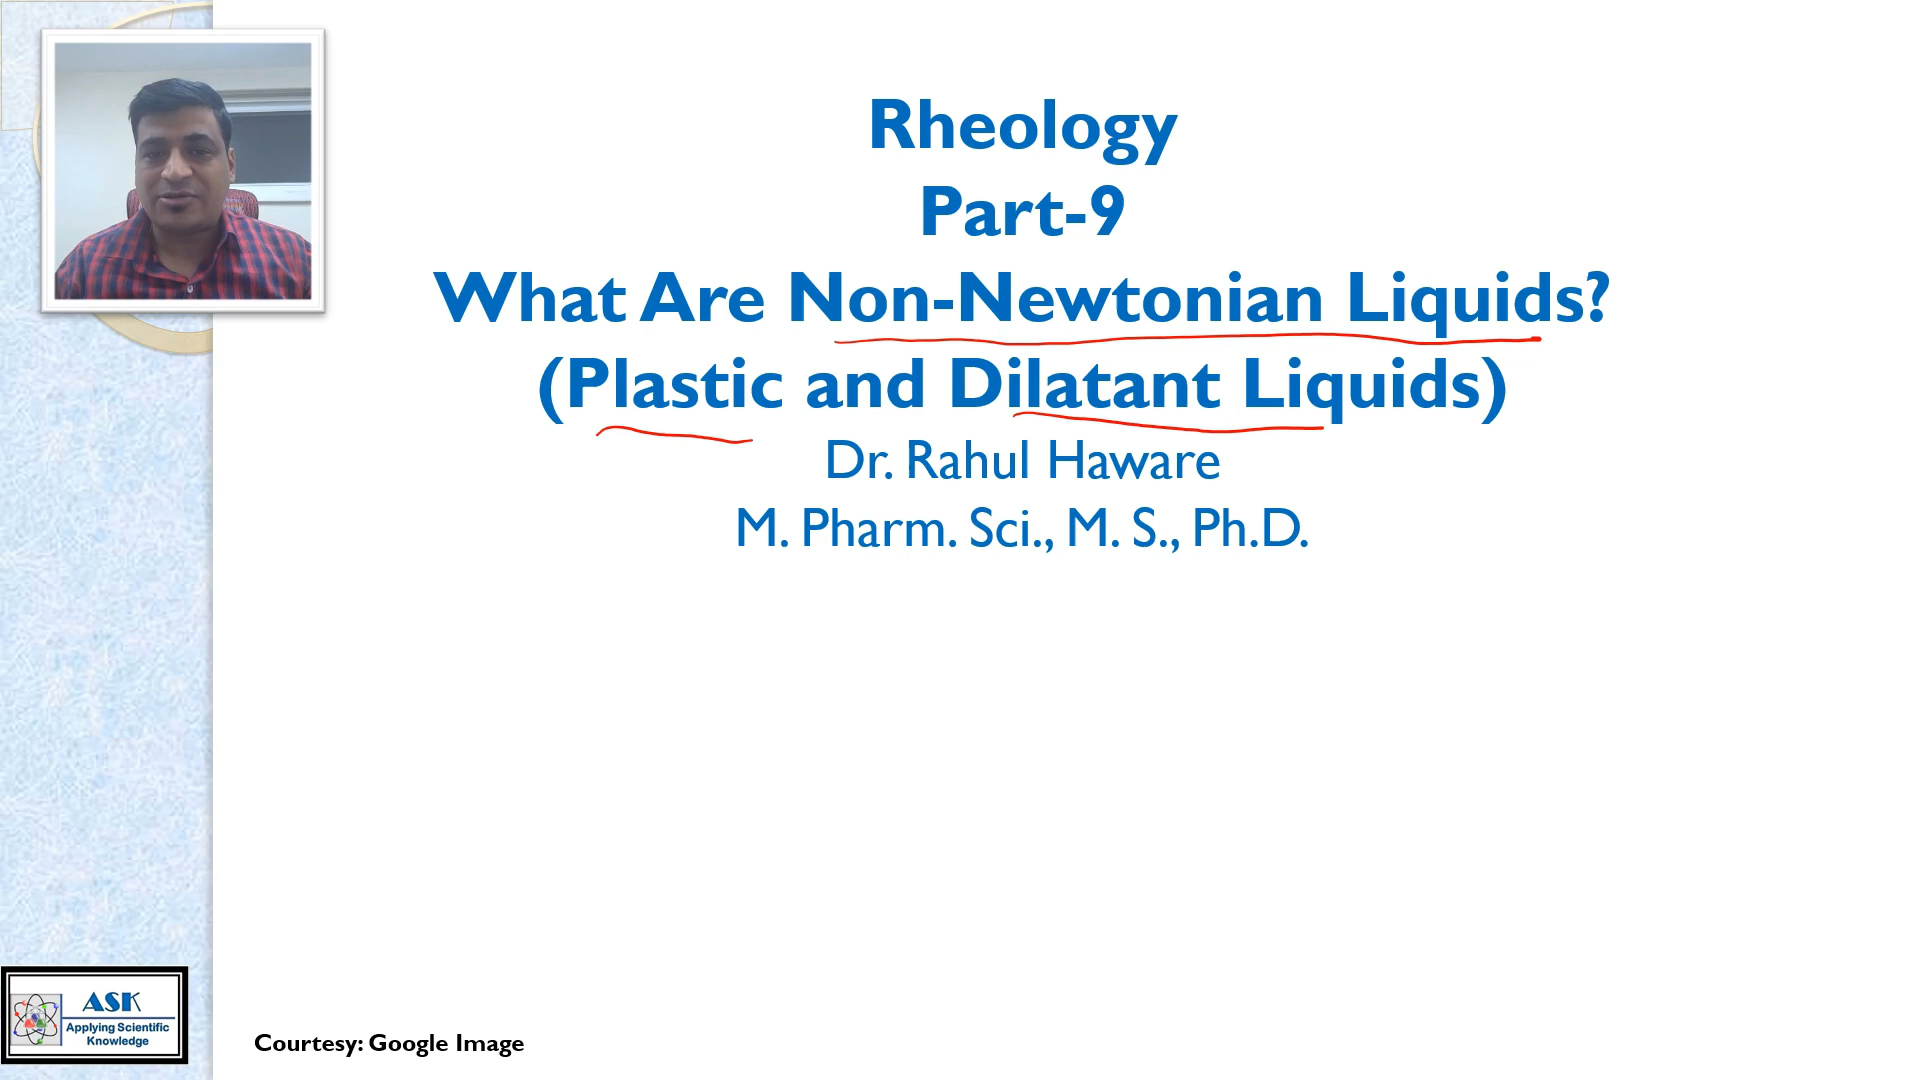 Rheology
Part-9
What Are Non-Newtonian Liquids?
(Plastic and Dilatant Liquids)
Dr. Rahul Haware
M. Pharm. Sci., M. S., Ph.D.
ASK
Applying Scientific
Knowledge
Courtesy: Google Image